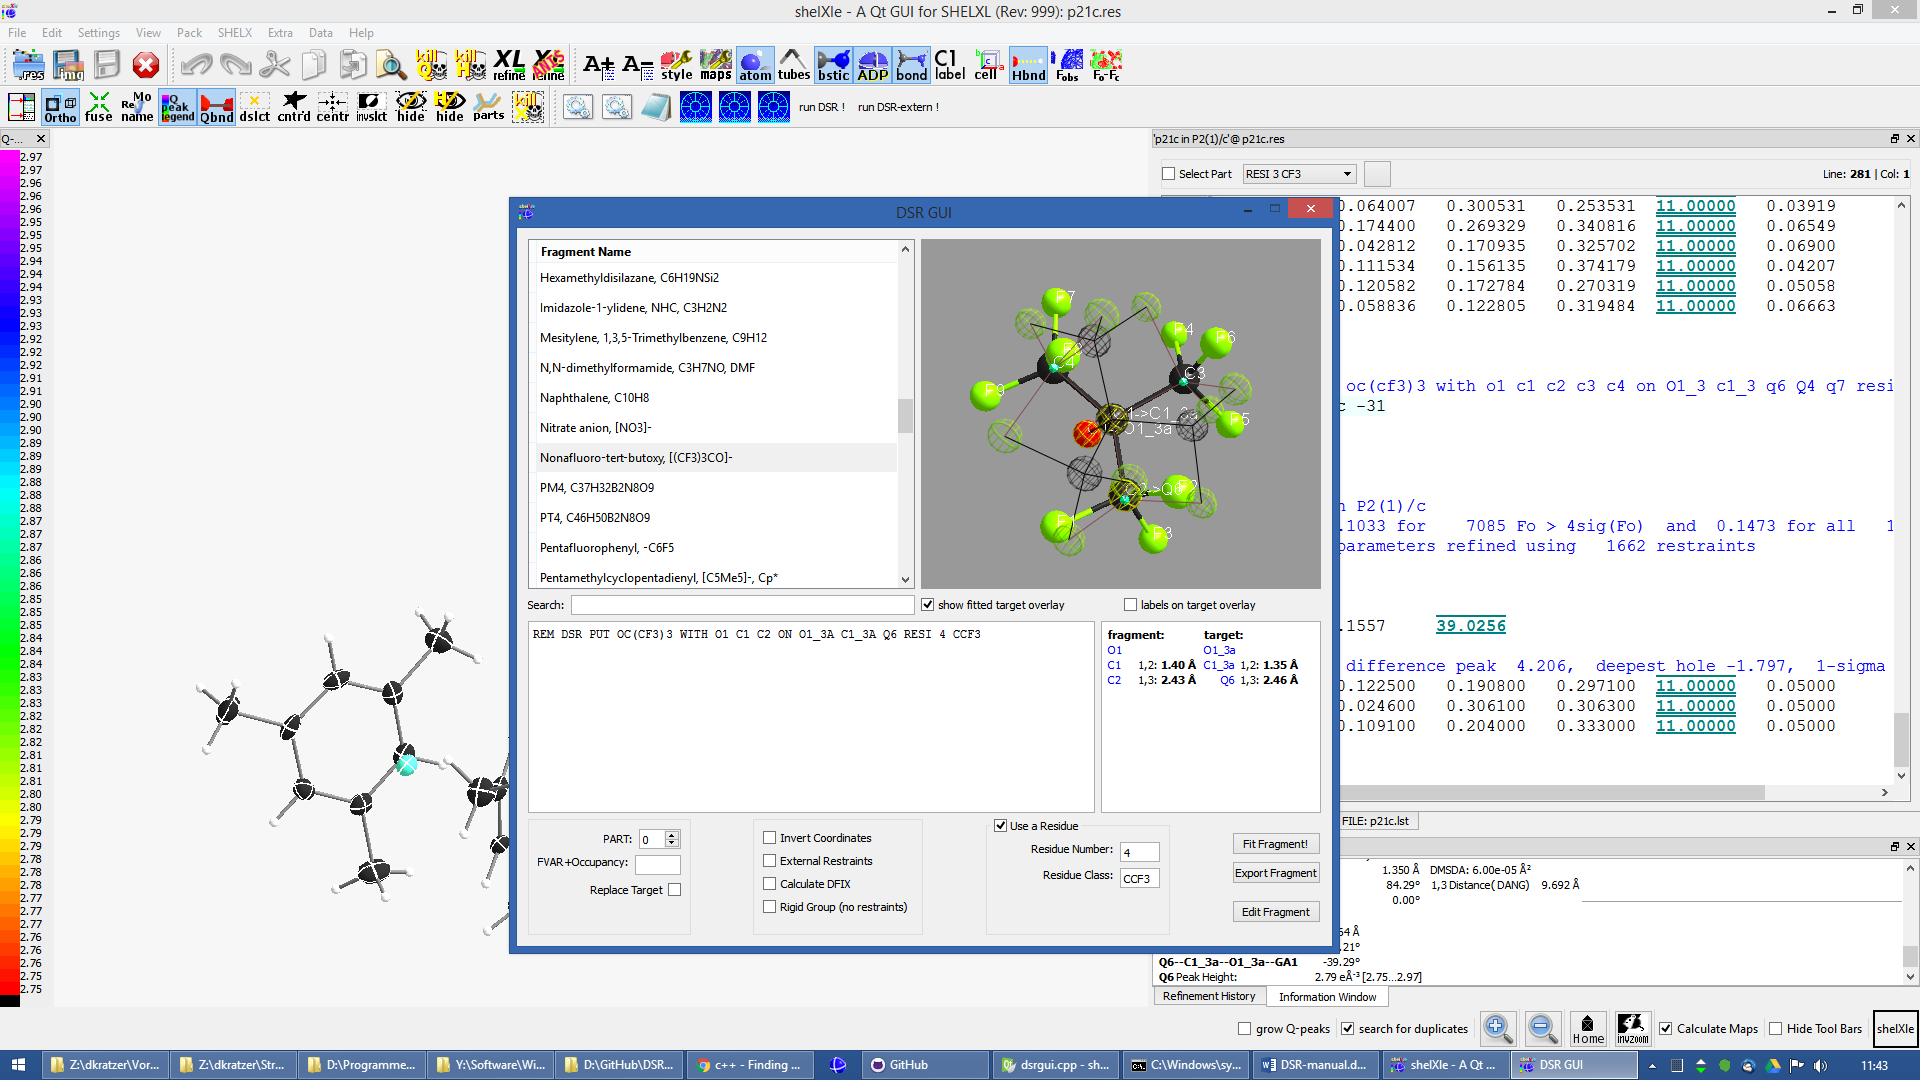 shelXle - A Qt GUI for SHELXL (Rev: 999): p21c.res
File Edit Settings View Pack SHELX Extra Data Help
.res img kill Q kill H XL refine refine A+ A- style maps atom tubes bstic ADP bond C1 label cell Hbnd Fobs Fo-Fc
Ortho fuse ReMo name Q peak legend Qbnd dslct cntrd centr invslct hide hide parts kill run DSR ! run DSR-extern !
Q-...
2.97
2.97
2.96
2.96
2.96
2.96
2.95
2.95
2.94
2.94
2.93
2.93
2.93
2.92
2.92
2.92
2.91
2.91
2.90
2.90
2.90
2.89
2.89
2.89
2.88
2.88
2.87
2.87
2.87
2.86
2.86
2.86
2.85
2.85
2.84
2.84
2.84
2.83
2.83
2.83
2.82
2.82
2.81
2.81
2.80
2.80
2.80
2.79
2.79
2.79
2.78
2.78
2.77
2.77
2.77
2.76
2.76
2.76
2.75
2.75
'p21c in P2(1)/c'@ p21c.res
Select Part RESI 3 CF3 Line: 281 | Col: 1
0.064007 0.300531 0.253531 11.00000 0.03919
0.174400 0.269329 0.340816 11.00000 0.06549
0.042812 0.170935 0.325702 11.00000 0.06900
0.111534 0.156135 0.374179 11.00000 0.04207
0.120582 0.172784 0.270319 11.00000 0.05058
0.058836 0.122805 0.319484 11.00000 0.06663
oc(cf3)3 with o1 c1 c2 c3 c4 on O1_3 c1_3 q6 Q4 q7 resi
c -31
n P2(1)/c
.1033 for 7085 Fo > 4sig(Fo) and 0.1473 for all 1
parameters refined using 1662 restraints
.1557 39.0256
difference peak 4.206, deepest hole -1.797, 1-sigma
0.122500 0.190800 0.297100 11.00000 0.05000
0.024600 0.306100 0.306300 11.00000 0.05000
0.109100 0.204000 0.333000 11.00000 0.05000
DSR GUI
Fragment Name
Hexamethyldisilazane, C6H19NSi2
Imidazole-1-ylidene, NHC, C3H2N2
Mesitylene, 1,3,5-Trimethylbenzene, C9H12
N,N-dimethylformamide, C3H7NO, DMF
Naphthalene, C10H8
Nitrate anion, [NO3]-
Nonafluoro-tert-butoxy, [(CF3)3CO]-
PM4, C37H32B2N8O9
PT4, C46H50B2N8O9
Pentafluorophenyl, -C6F5
Pentamethylcyclopentadienyl, [C5Me5]-, Cp*
F7
F4 F6
C4 C3
F9
C1->C1_3a F5
O1_3a
C2->Q6 F2
F1 F3
Search: show fitted target overlay labels on target overlay
REM DSR PUT OC(CF3)3 WITH O1 C1 C2 ON O1_3A C1_3A Q6 RESI 4 CCF3
fragment: target:
O1 O1_3a
C1 1,2: 1.40 Å C1_3a 1,2: 1.35 Å
C2 1,3: 2.43 Å Q6 1,3: 2.46 Å
PART: 0
FVAR+Occupancy:
Replace Target
Invert Coordinates
External Restraints
Calculate DFIX
Rigid Group (no restraints)
Use a Residue
Residue Number: 4
Residue Class: CCF3
Fit Fragment!
Export Fragment
Edit Fragment
FILE: p21c.lst
1.350 Å DMSDA: 6.00e-05 Å²
84.29° 1,3 Distance( DANG) 9.692 Å
0.00°
54 Å
.21°
Q6--C1_3a--O1_3a--GA1 -39.29°
Q6 Peak Height: 2.79 eÅ⁻³ [2.75...2.97]
Refinement History Information Window
grow Q-peaks search for duplicates Home invzoom Calculate Maps Hide Tool Bars shelXle
Z:\dkratzer\Vor... Z:\dkratzer\Str... D:\Programme... Y:\Software\Wi... D:\GitHub\DSR... c++ - Finding ... GitHub dsrgui.cpp - sh... C:\Windows\sy... DSR-manual.d... shelXle - A Qt ... DSR GUI 11:43